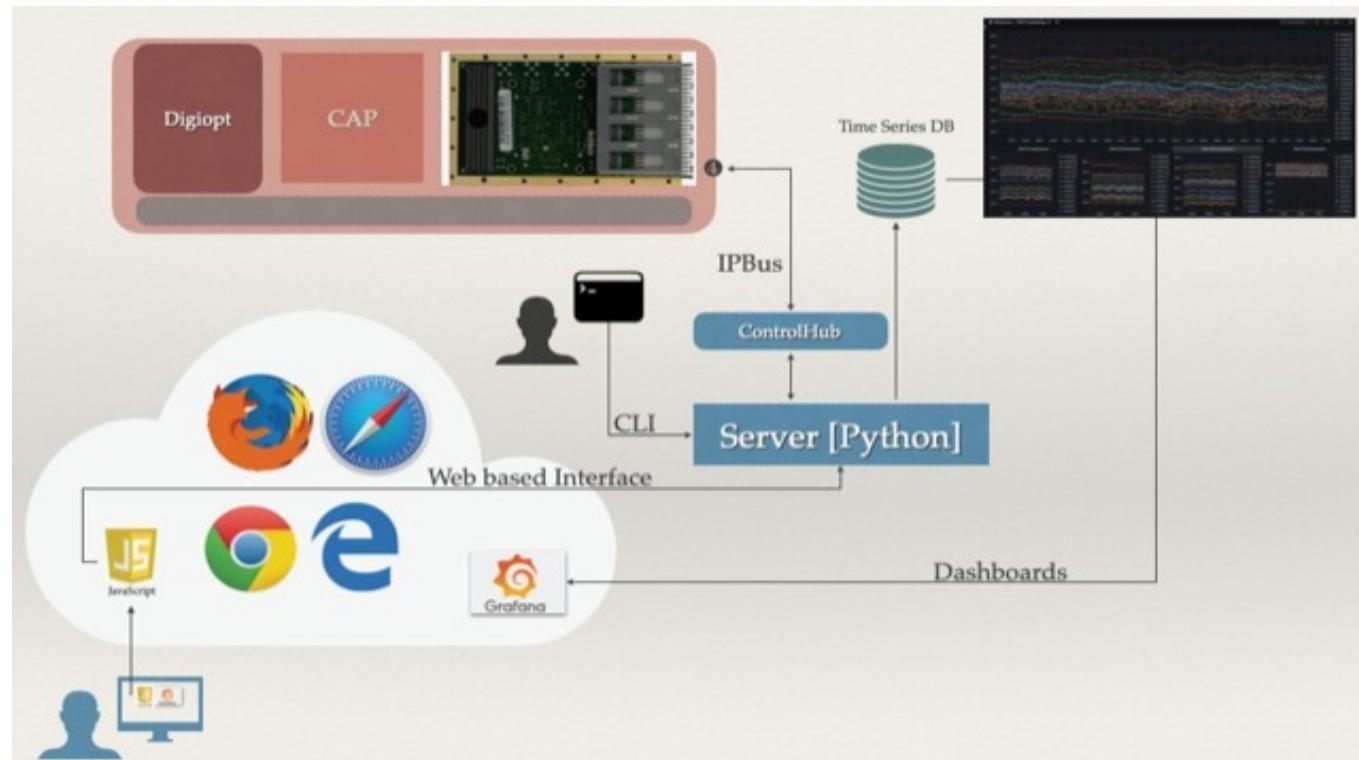 Digiopt
CAP
Time Series DB
IPBus
ControlHub
CLI
Server [Python]
Web based Interface
JS
JavaScript
Grafana
Dashboards